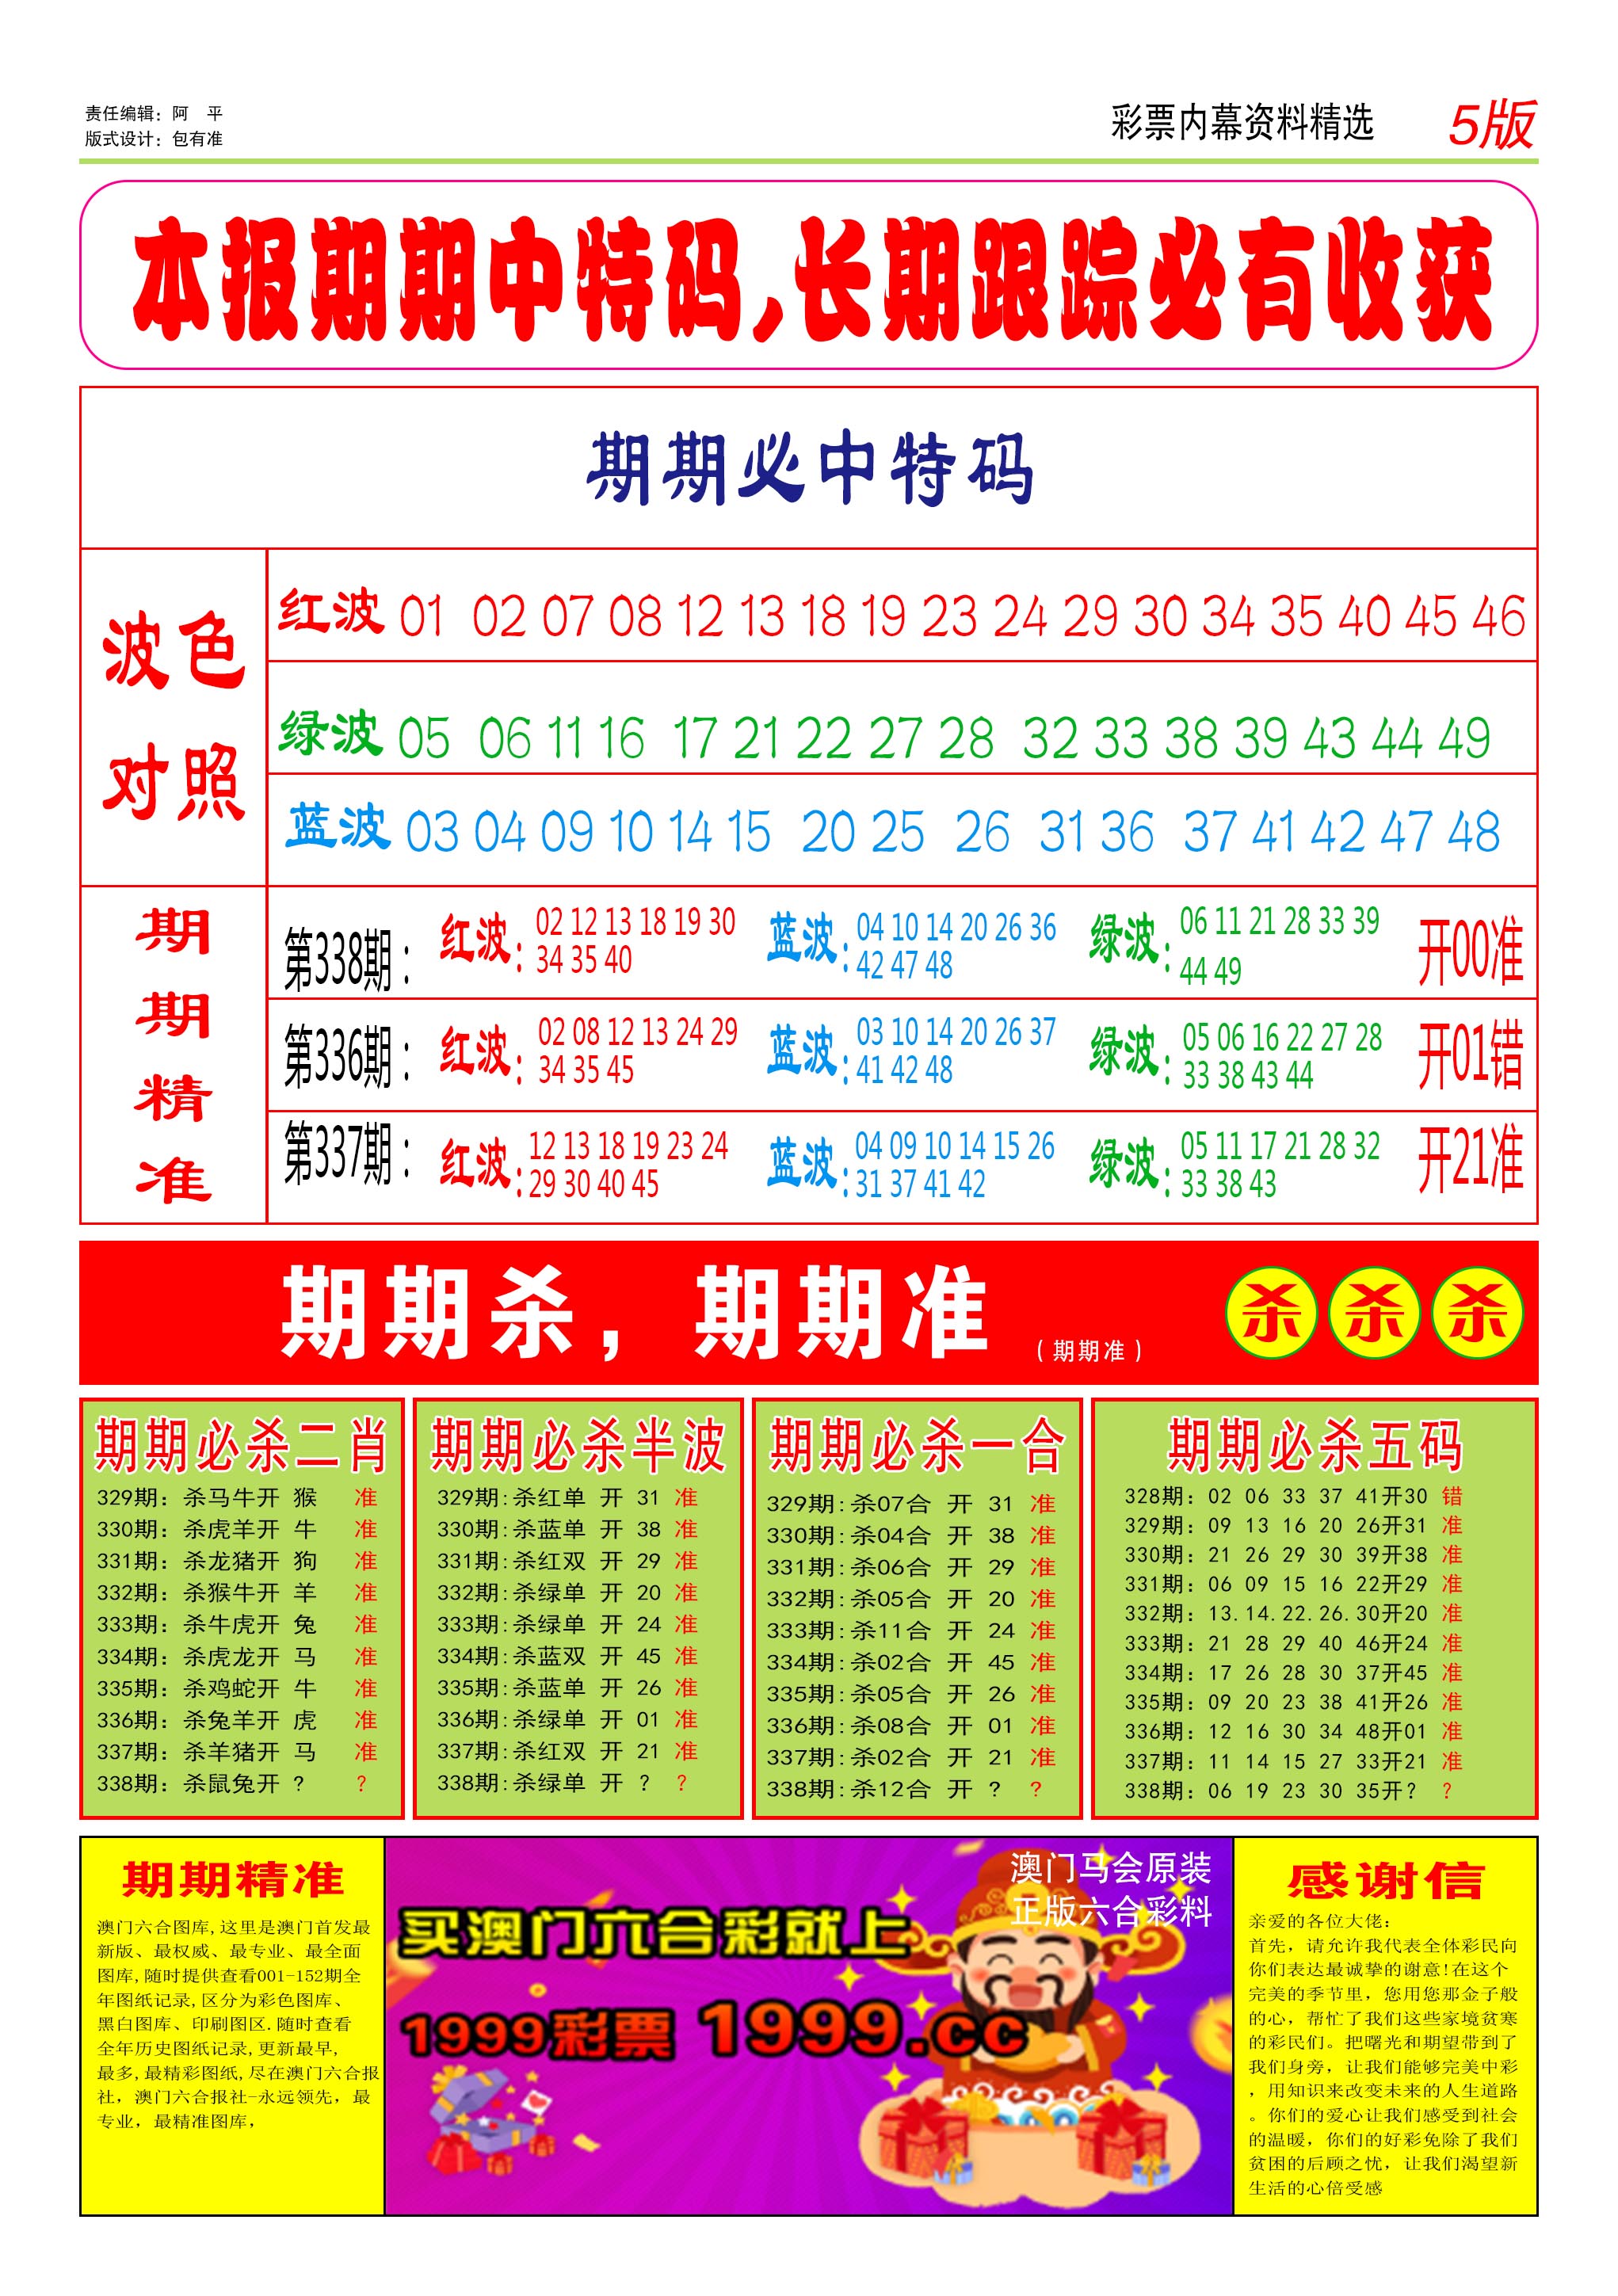 责任编辑：阿　平
版式设计：包有准
彩票内幕资料精选
5版
本报期期中特码,长期跟踪必有收获
期期必中特码
波色
对照
红波 01 02 07 08 12 13 18 19 23 24 29 30 34 35 40 45 46
绿波 05 06 11 16 17 21 22 27 28 32 33 38 39 43 44 49
蓝波 03 04 09 10 14 15 20 25 26 31 36 37 41 42 47 48
期
期
精
准
第338期：
红波：02 12 13 18 19 30
34 35 40
蓝波：04 10 14 20 26 36
42 47 48
绿波：06 11 21 28 33 39
44 49
开00准
第336期：
红波：02 08 12 13 24 29
34 35 45
蓝波：03 10 14 20 26 37
41 42 48
绿波：05 06 16 22 27 28
33 38 43 44
开01错
第337期：
红波：12 13 18 19 23 24
29 30 40 45
蓝波：04 09 10 14 15 26
31 37 41 42
绿波：05 11 17 21 28 32
33 38 43
开21准
期期杀，期期准
（期期准）
杀 杀 杀
期期必杀二肖
329期：杀马牛开 猴 准
330期：杀虎羊开 牛 准
331期：杀龙猪开 狗 准
332期：杀猴牛开 羊 准
333期：杀牛虎开 兔 准
334期：杀虎龙开 马 准
335期：杀鸡蛇开 牛 准
336期：杀兔羊开 虎 准
337期：杀羊猪开 马 准
338期：杀鼠兔开 ? ?
期期必杀半波
329期:杀红单 开 31 准
330期:杀蓝单 开 38 准
331期:杀红双 开 29 准
332期:杀绿单 开 20 准
333期:杀绿单 开 24 准
334期:杀蓝双 开 45 准
335期:杀蓝单 开 26 准
336期:杀绿单 开 01 准
337期:杀红双 开 21 准
338期:杀绿单 开 ? ?
期期必杀一合
329期:杀07合 开 31 准
330期:杀04合 开 38 准
331期:杀06合 开 29 准
332期:杀05合 开 20 准
333期:杀11合 开 24 准
334期:杀02合 开 45 准
335期:杀05合 开 26 准
336期:杀08合 开 01 准
337期:杀02合 开 21 准
338期:杀12合 开 ? ?
期期必杀五码
328期：02 06 33 37 41开30 错
329期：09 13 16 20 26开31 准
330期：21 26 29 30 39开38 准
331期：06 09 15 16 22开29 准
332期：13.14.22.26.30开20 准
333期：21 28 29 40 46开24 准
334期：17 26 28 30 37开45 准
335期：09 20 23 38 41开26 准
336期：12 16 30 34 48开01 准
337期：11 14 15 27 33开21 准
338期：06 19 23 30 35开? ?
期期精准
澳门六合图库,这里是澳门首发最
新版、最权威、最专业、最全面
图库,随时提供查看001-152期全
年图纸记录,区分为彩色图库、
黑白图库、印刷图区.随时查看
全年历史图纸记录,更新最早,
最多,最精彩图纸,尽在澳门六合报
社，澳门六合报社-永远领先，最
专业，最精准图库，
澳门马会原装
正版六合彩料
买澳门六合彩就上
1999彩票 1999.cc
感谢信
亲爱的各位大佬：
首先，请允许我代表全体彩民向
你们表达最诚挚的谢意!在这个
完美的季节里，您用您那金子般
的心，帮忙了我们这些家境贫寒
的彩民们。把曙光和期望带到了
我们身旁，让我们能够完美中彩
，用知识来改变未来的人生道路
。你们的爱心让我们感受到社会
的温暖，你们的好彩免除了我们
贫困的后顾之忧，让我们渴望新
生活的心倍受感